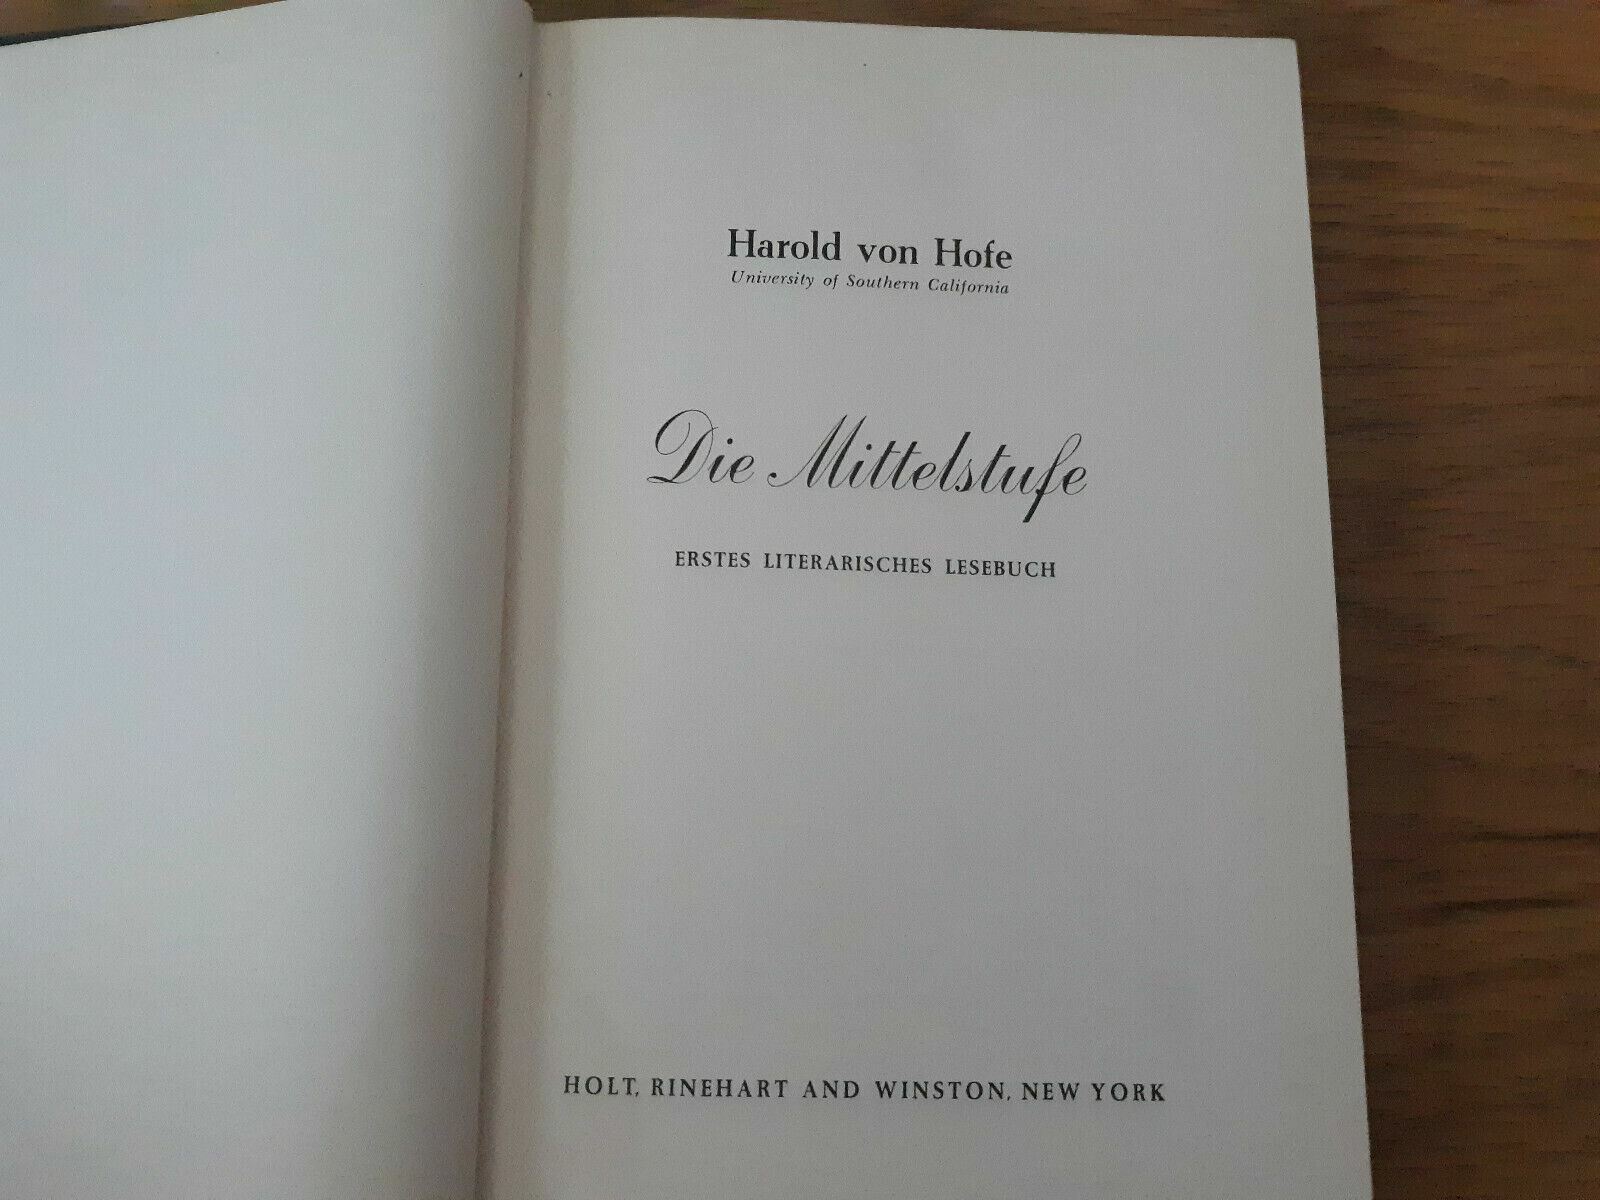 Harold von Hofe
University of Southern California
Die Mittelstufe
ERSTES LITERARISCHES LESEBUCH
HOLT, RINEHART AND WINSTON, NEW YORK